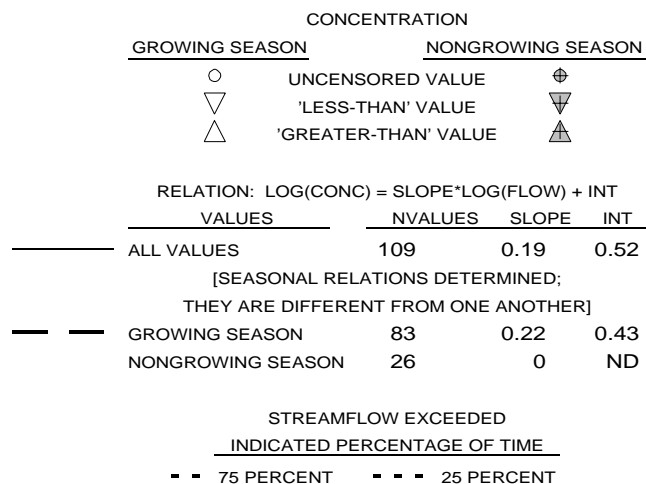 CONCENTRATION
GROWING SEASON NONGROWING SEASON
UNCENSORED VALUE
'LESS-THAN' VALUE
'GREATER-THAN' VALUE
RELATION: LOG(CONC) = SLOPE*LOG(FLOW) + INT
VALUES NVALUES SLOPE INT
ALL VALUES 109 0.19 0.52
[SEASONAL RELATIONS DETERMINED;
THEY ARE DIFFERENT FROM ONE ANOTHER]
GROWING SEASON 83 0.22 0.43
NONGROWING SEASON 26 0 ND
STREAMFLOW EXCEEDED
INDICATED PERCENTAGE OF TIME
75 PERCENT 25 PERCENT